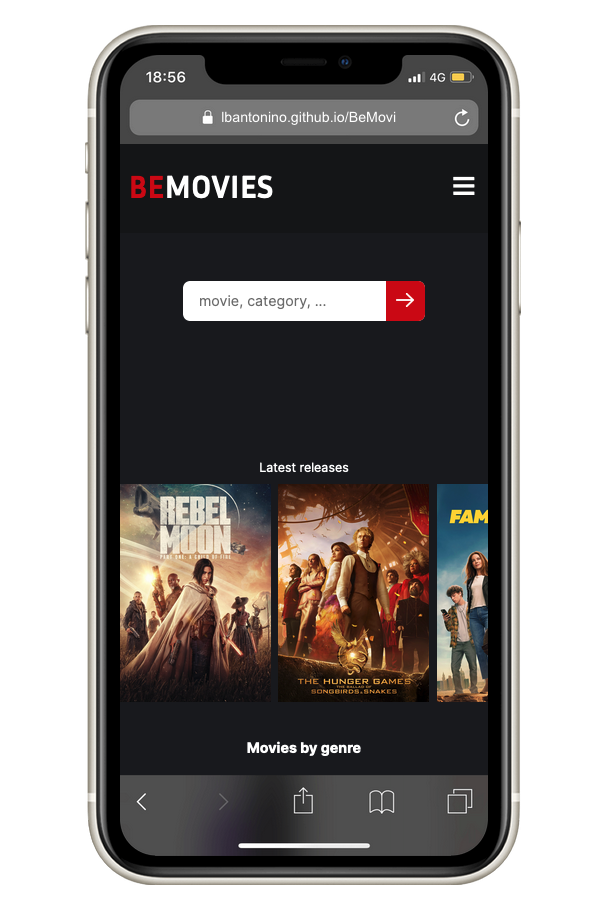 18:56
4G
lbantonino.github.io/BeMovi
BEMOVIES
movie, category, ...
Latest releases
REBEL
MOON
PART ONE: A CHILD OF FIRE
FAM
THE HUNGER GAMES
THE BALLAD OF
SONGBIRDS & SNAKES
Movies by genre